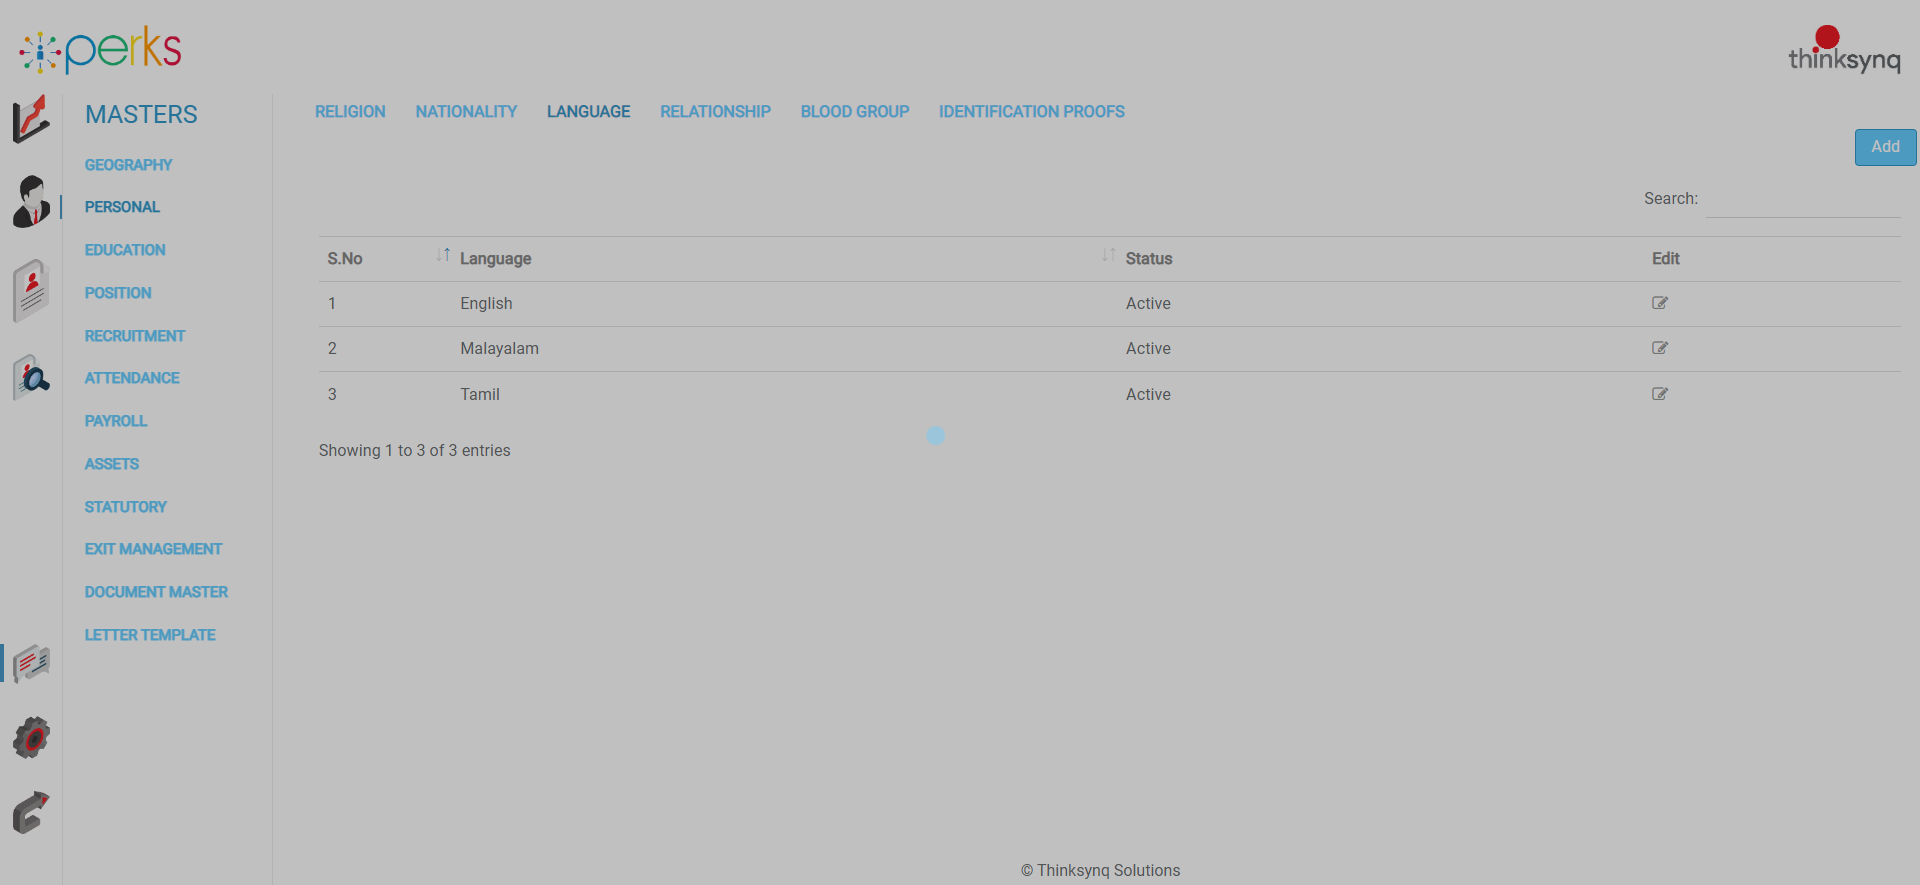 perks
thinksynq
MASTERS
GEOGRAPHY
PERSONAL
EDUCATION
POSITION
RECRUITMENT
ATTENDANCE
PAYROLL
ASSETS
STATUTORY
EXIT MANAGEMENT
DOCUMENT MASTER
LETTER TEMPLATE
RELIGION NATIONALITY LANGUAGE RELATIONSHIP BLOOD GROUP IDENTIFICATION PROOFS
Add
Search:
S.No Language Status Edit
1 English Active
2 Malayalam Active
3 Tamil Active
Showing 1 to 3 of 3 entries
© Thinksynq Solutions